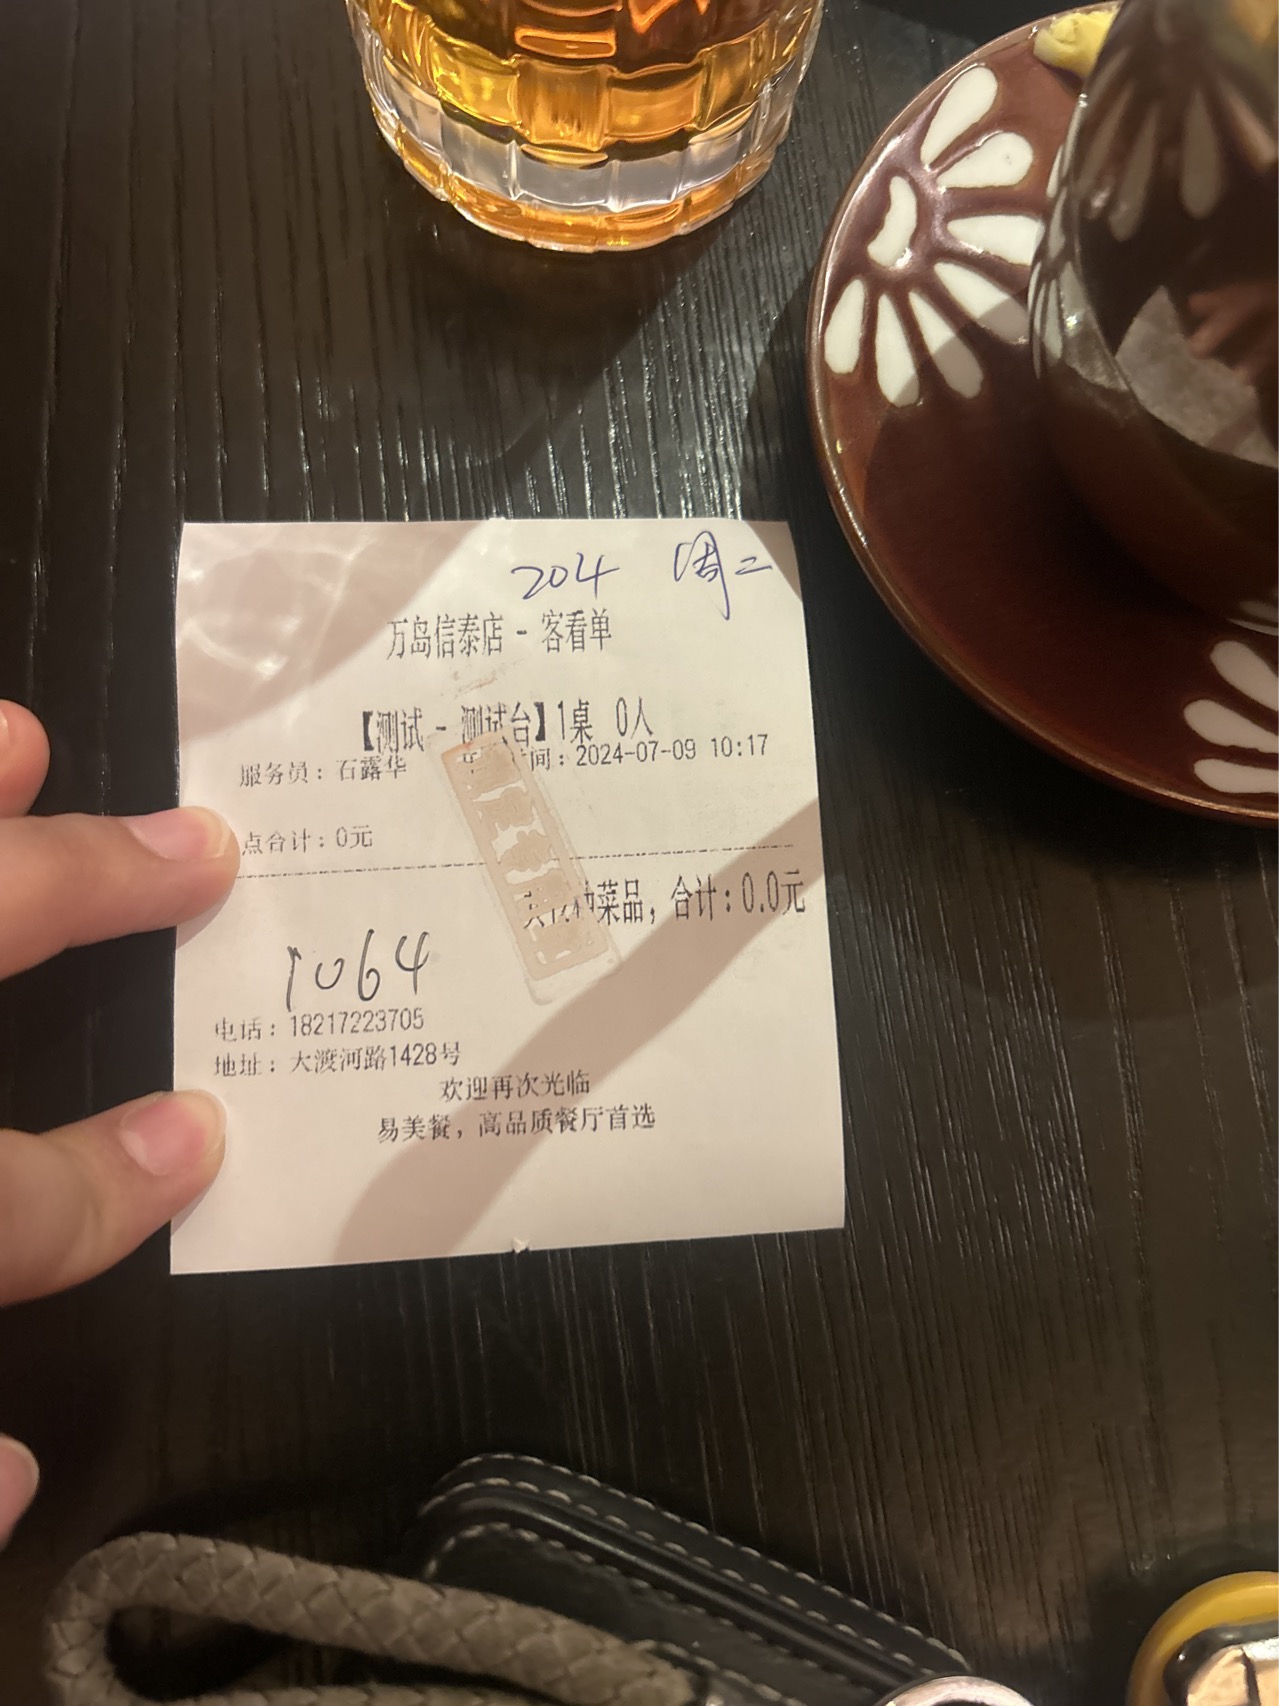 204 周二
万岛信泰店 - 客看单
【测试 - 测试台】1桌 0人
服务员：石露华 间：2024-07-09 10:17
点合计：0元
菜品，合计：0.0元
1064
电话：18217223705
地址：大渡河路1428号
欢迎再次光临
易美餐，高品质餐厅首选